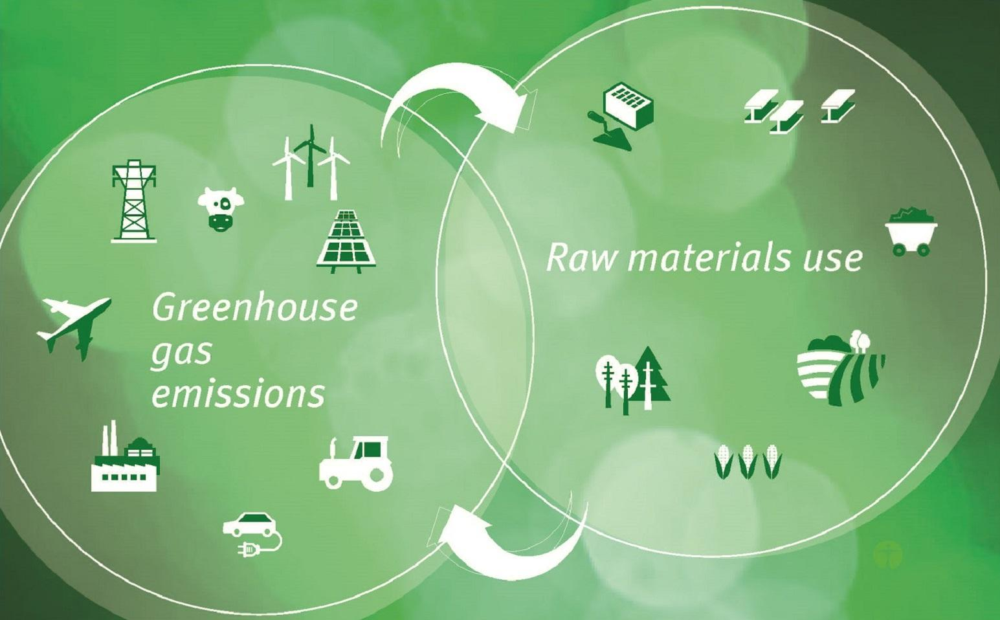 Greenhouse
gas
emissions
Raw materials use